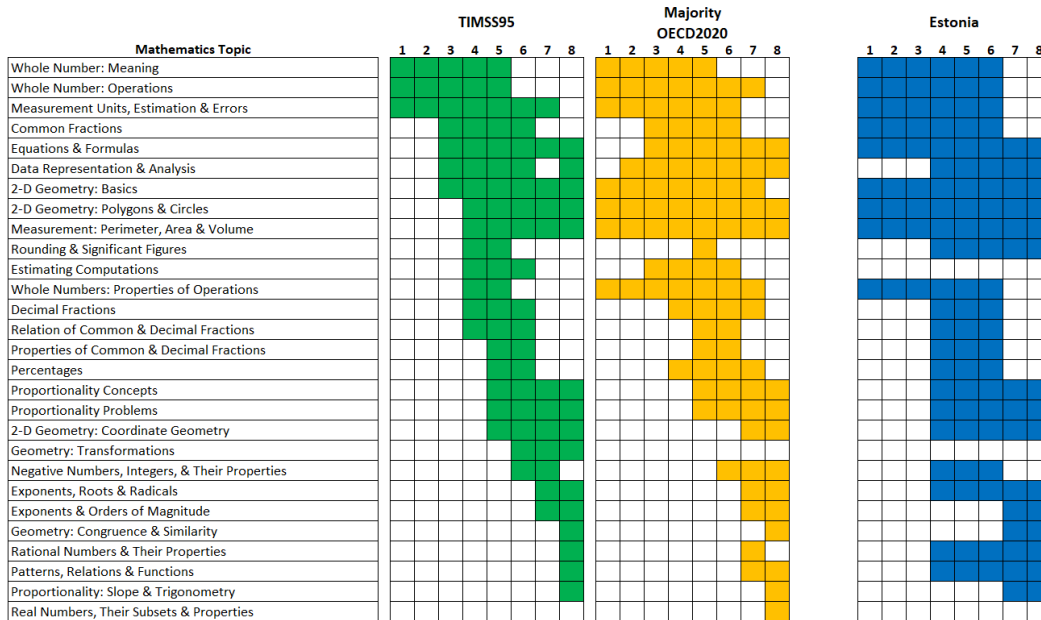 TIMSS95
Majority
OECD2020
Estonia
Mathematics Topic 1 2 3 4 5 6 7 8 1 2 3 4 5 6 7 8 1 2 3 4 5 6 7 8
Whole Number: Meaning
Whole Number: Operations
Measurement Units, Estimation & Errors
Common Fractions
Equations & Formulas
Data Representation & Analysis
2-D Geometry: Basics
2-D Geometry: Polygons & Circles
Measurement: Perimeter, Area & Volume
Rounding & Significant Figures
Estimating Computations
Whole Numbers: Properties of Operations
Decimal Fractions
Relation of Common & Decimal Fractions
Properties of Common & Decimal Fractions
Percentages
Proportionality Concepts
Proportionality Problems
2-D Geometry: Coordinate Geometry
Geometry: Transformations
Negative Numbers, Integers, & Their Properties
Exponents, Roots & Radicals
Exponents & Orders of Magnitude
Geometry: Congruence & Similarity
Rational Numbers & Their Properties
Patterns, Relations & Functions
Proportionality: Slope & Trigonometry
Real Numbers, Their Subsets & Properties